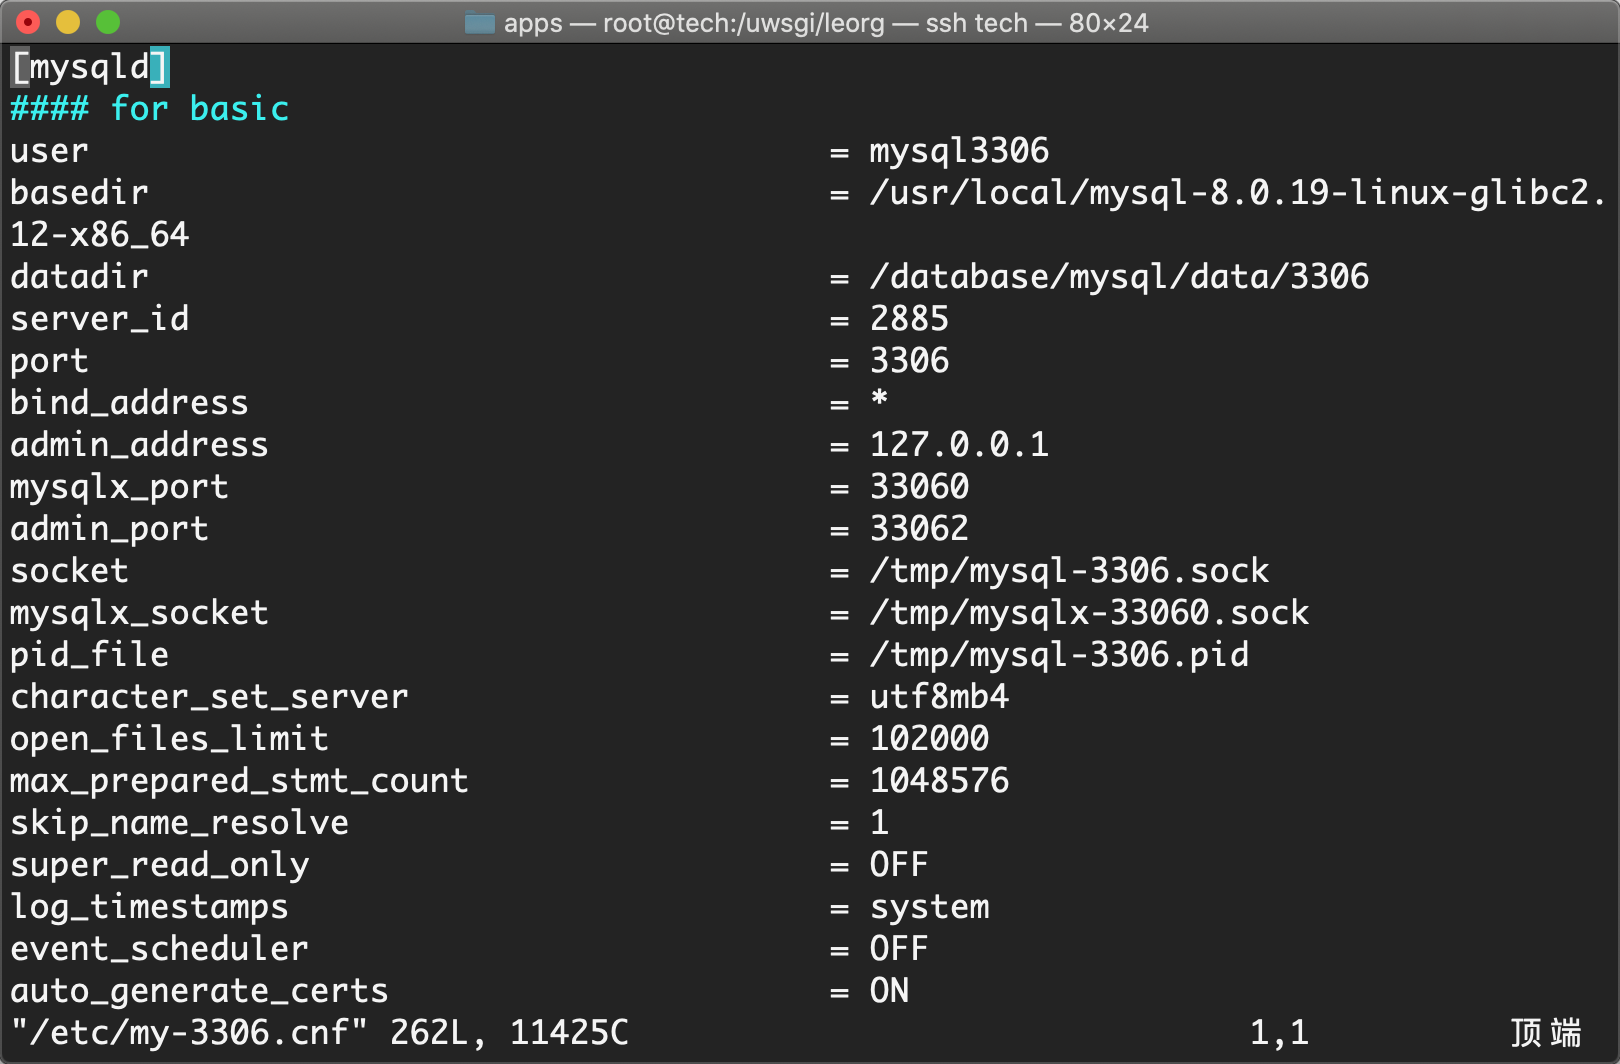 apps — root@tech:/uwsgi/leorg — ssh tech — 80×24
[mysqld]
#### for basic
user = mysql3306
basedir = /usr/local/mysql-8.0.19-linux-glibc2.
12-x86_64
datadir = /database/mysql/data/3306
server_id = 2885
port = 3306
bind_address = *
admin_address = 127.0.0.1
mysqlx_port = 33060
admin_port = 33062
socket = /tmp/mysql-3306.sock
mysqlx_socket = /tmp/mysqlx-33060.sock
pid_file = /tmp/mysql-3306.pid
character_set_server = utf8mb4
open_files_limit = 102000
max_prepared_stmt_count = 1048576
skip_name_resolve = 1
super_read_only = OFF
log_timestamps = system
event_scheduler = OFF
auto_generate_certs = ON
"/etc/my-3306.cnf" 262L, 11425C 1,1 顶端